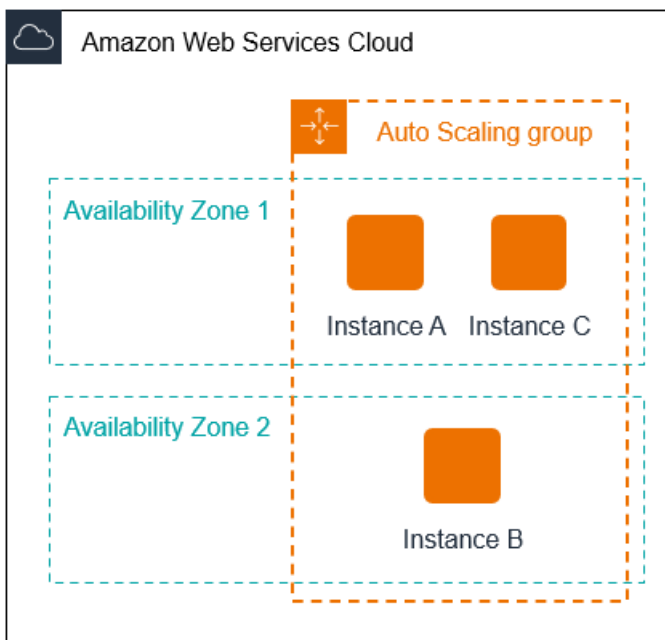 Amazon Web Services Cloud
Auto Scaling group
Availability Zone 1
Instance A
Instance C
Availability Zone 2
Instance B